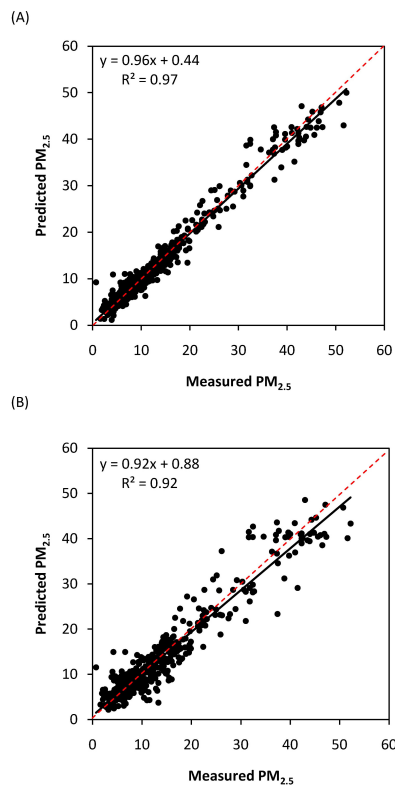 (A)
60
y = 0.96x + 0.44
R² = 0.97
50
40
30
20
10
0
Predicted PM2.5
0 10 20 30 40 50 60
Measured PM2.5
(B)
60
y = 0.92x + 0.88
R² = 0.92
50
40
30
20
10
0
Predicted PM2.5
0 10 20 30 40 50 60
Measured PM2.5